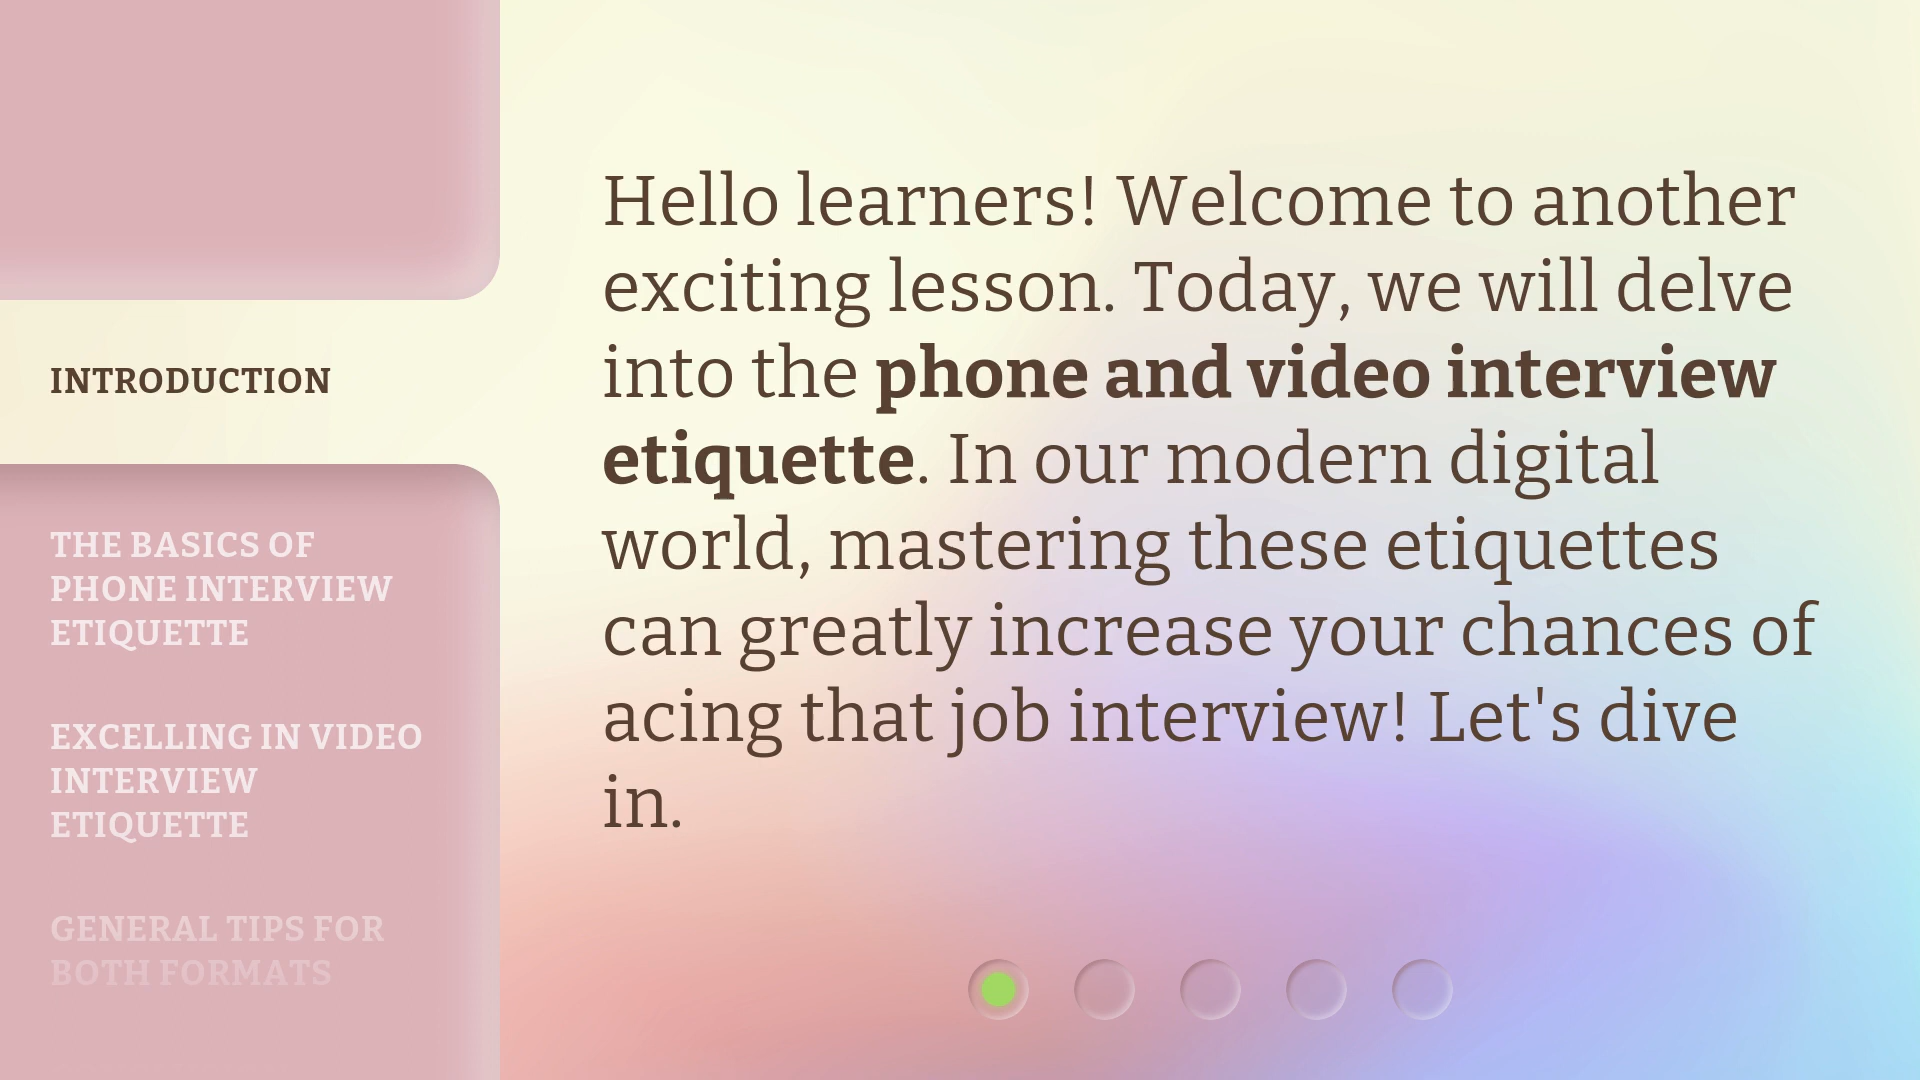 INTRODUCTION
THE BASICS OF
PHONE INTERVIEW
ETIQUETTE
EXCELLING IN VIDEO
INTERVIEW
ETIQUETTE
GENERAL TIPS FOR
BOTH FORMATS
Hello learners! Welcome to another
exciting lesson. Today, we will delve
into the phone and video interview
etiquette. In our modern digital
world, mastering these etiquettes
can greatly increase your chances of
acing that job interview! Let's dive
in.